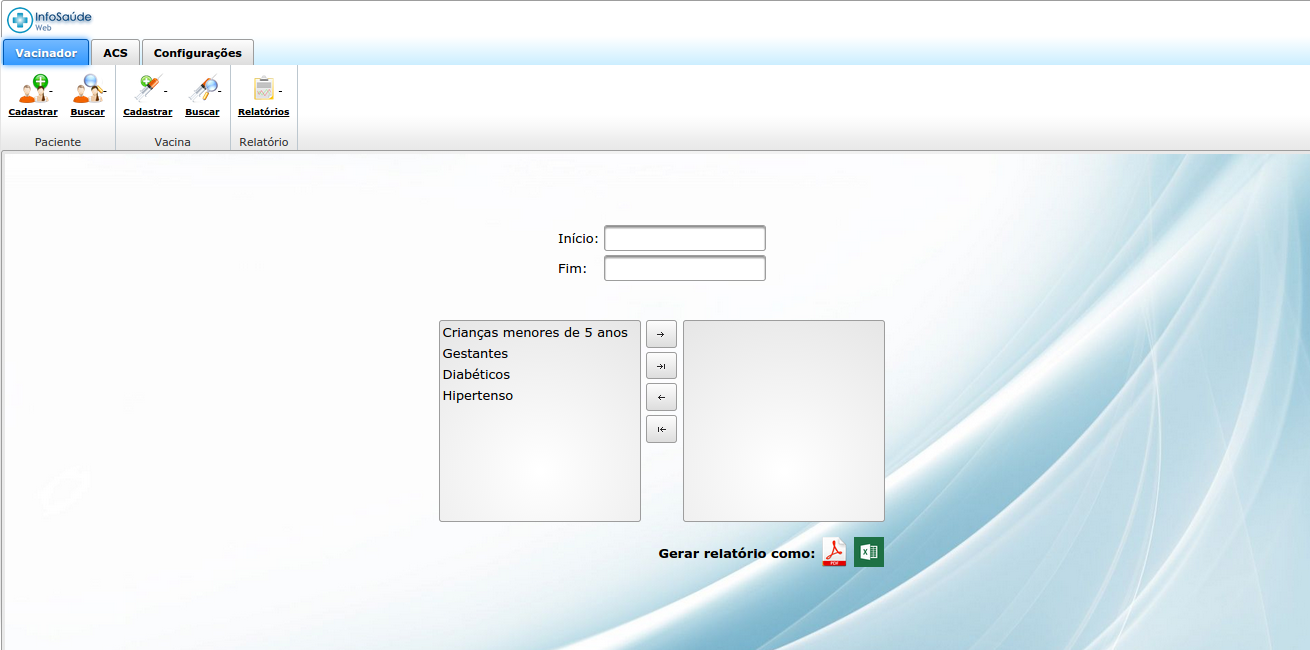 InfoSaúde
Web
Vacinador ACS Configurações
Cadastrar Buscar Cadastrar Buscar Relatórios
Paciente Vacina Relatório
Início:
Fim:
Crianças menores de 5 anos
Gestantes
Diabéticos
Hipertenso
Gerar relatório como:
PDF
X